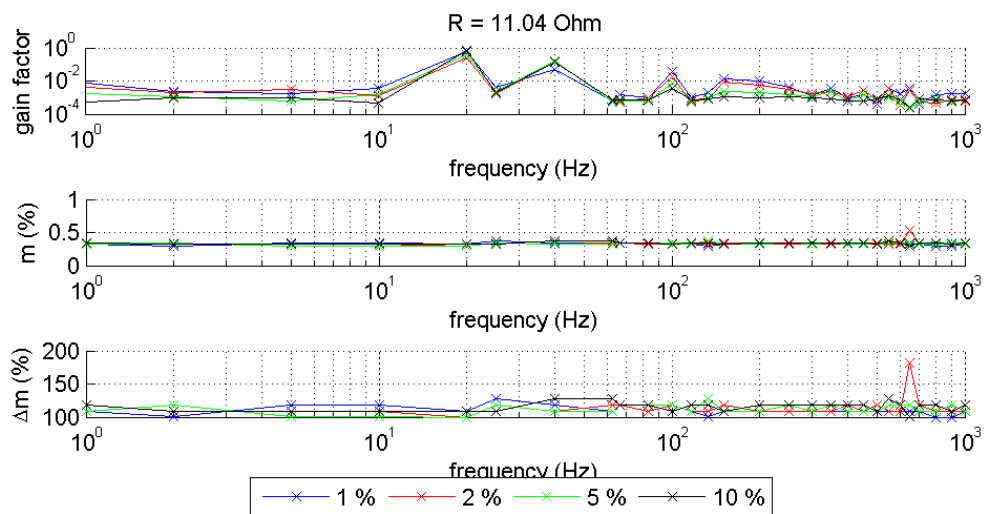 R = 11.04 Ohm
gain factor
10^0
10^-2
10^-4
10^0 10^1 10^2 10^3
frequency (Hz)
m (%)
1
0.5
0
10^0 10^1 10^2 10^3
frequency (Hz)
Δm (%)
200
150
100
10^0 10^1 10^2 10^3
frequency (Hz)
1 % 2 % 5 % 10 %